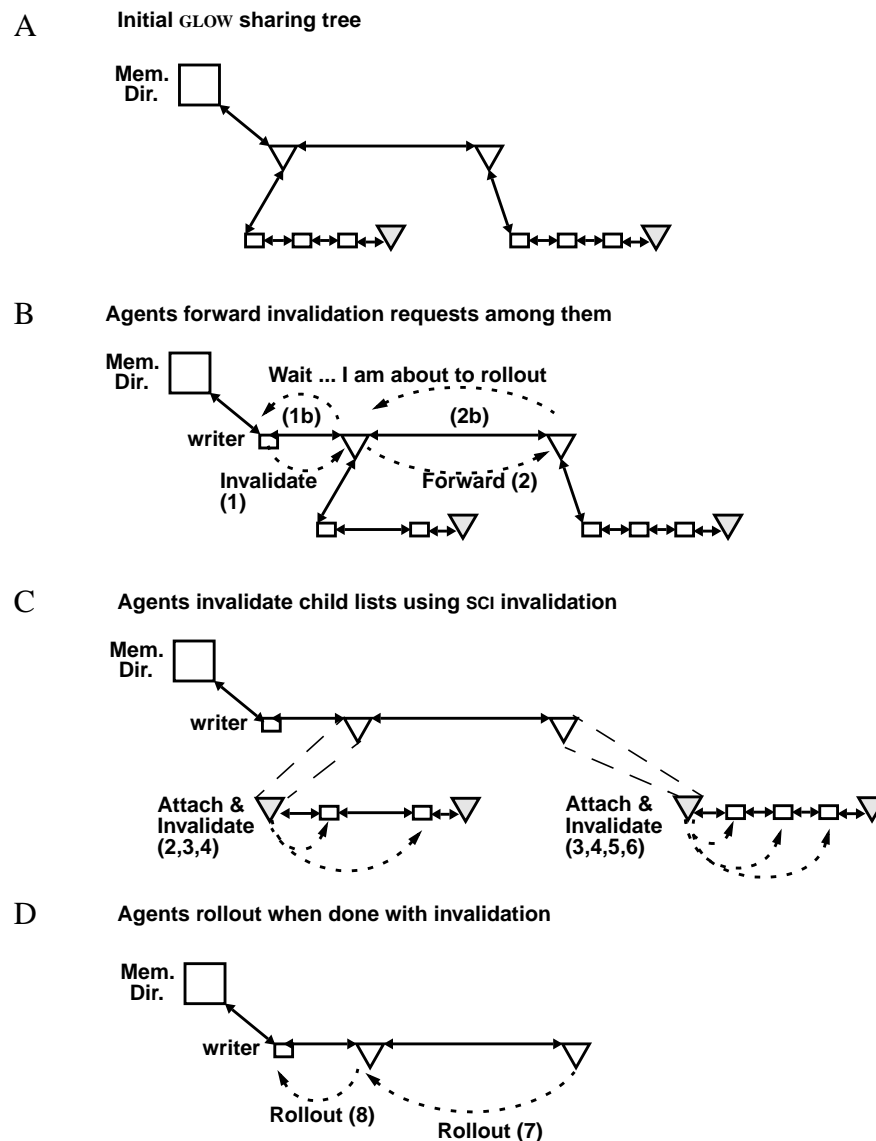 A
Initial GLOW sharing tree
Mem.
Dir.
B
Agents forward invalidation requests among them
Mem.
Dir.
Wait ... I am about to rollout
(1b)
(2b)
writer
Invalidate
(1)
Forward (2)
C
Agents invalidate child lists using SCI invalidation
Mem.
Dir.
writer
Attach &
Invalidate
(2,3,4)
Attach &
Invalidate
(3,4,5,6)
D
Agents rollout when done with invalidation
Mem.
Dir.
writer
Rollout (8)
Rollout (7)